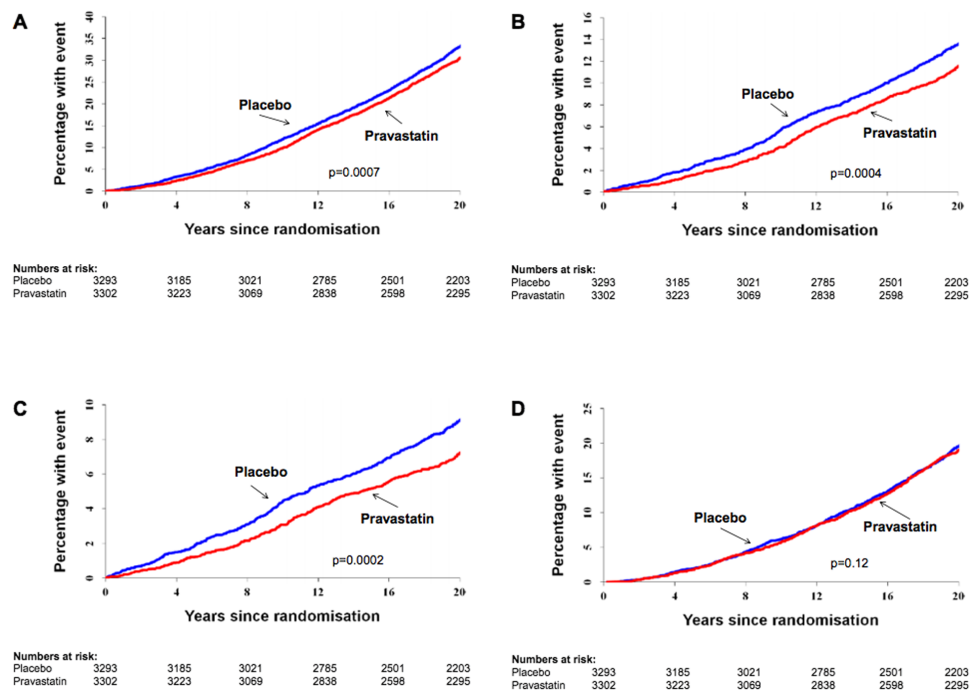 A
Percentage with event
40
35
30
25
20
15
10
5
0
Placebo
Pravastatin
p=0.0007
0 4 8 12 16 20
Years since randomisation
Numbers at risk:
Placebo 3293 3185 3021 2785 2501 2203
Pravastatin 3302 3223 3069 2838 2598 2295
B
Percentage with event
16
14
12
10
8
6
4
2
0
Placebo
Pravastatin
p=0.0004
0 4 8 12 16 20
Years since randomisation
Numbers at risk:
Placebo 3293 3185 3021 2785 2501 2203
Pravastatin 3302 3223 3069 2838 2598 2295
C
Percentage with event
10
8
6
4
2
0
Placebo
Pravastatin
p=0.0002
0 4 8 12 16 20
Years since randomisation
Numbers at risk:
Placebo 3293 3185 3021 2785 2501 2203
Pravastatin 3302 3223 3069 2838 2598 2295
D
Percentage with event
25
20
15
10
5
0
Placebo
Pravastatin
p=0.12
0 4 8 12 16 20
Years since randomisation
Numbers at risk:
Placebo 3293 3185 3021 2785 2501 2203
Pravastatin 3302 3223 3069 2838 2598 2295